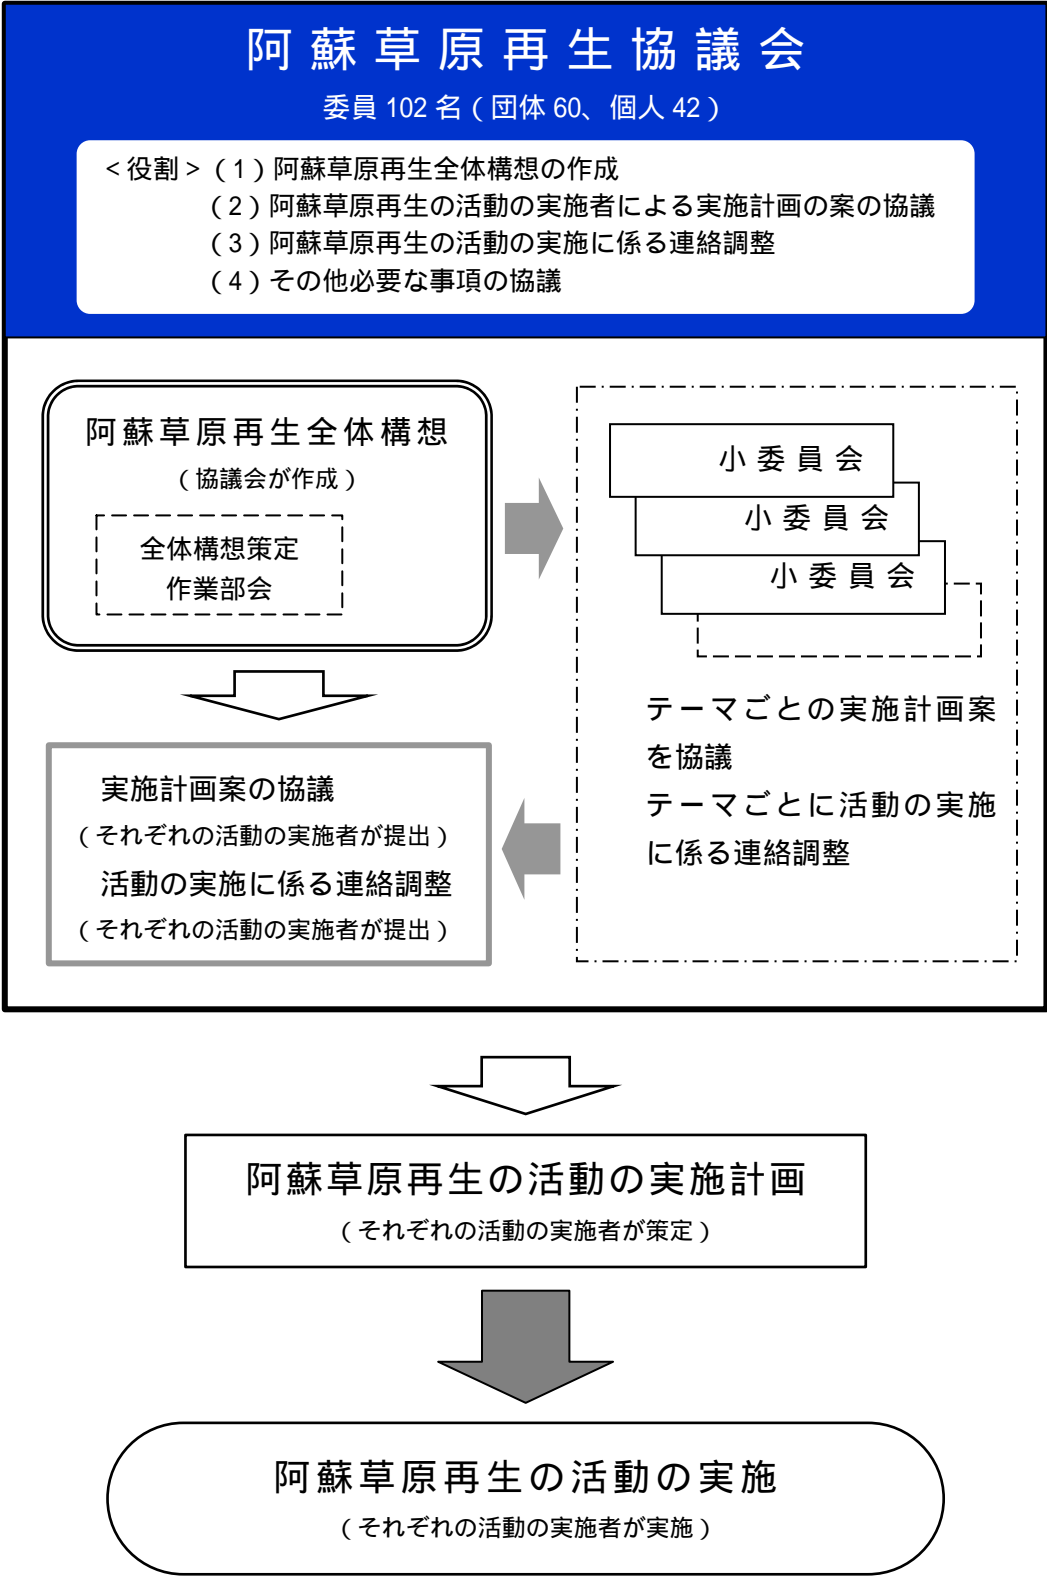 阿蘇草原再生協議会
委員 102 名（団体 60、個人 42）
＜役割＞（1）阿蘇草原再生全体構想の作成
（2）阿蘇草原再生の活動の実施者による実施計画の案の協議
（3）阿蘇草原再生の活動の実施に係る連絡調整
（4）その他必要な事項の協議
阿蘇草原再生全体構想
（協議会が作成）
全体構想策定
作業部会
小委員会
小委員会
小委員会
テーマごとの実施計画案
を協議
テーマごとに活動の実施
に係る連絡調整
実施計画案の協議
（それぞれの活動の実施者が提出）
活動の実施に係る連絡調整
（それぞれの活動の実施者が提出）
阿蘇草原再生の活動の実施計画
（それぞれの活動の実施者が策定）
阿蘇草原再生の活動の実施
（それぞれの活動の実施者が実施）